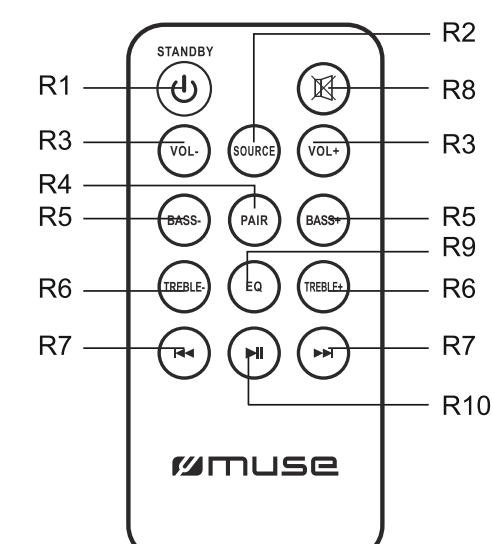 R2
STANDBY
R1
R8
R3 VOL- SOURCE VOL+ R3
R4
R5 BASS- PAIR BASS+ R5
R9
R6 TREBLE- EQ TREBLE+ R6
R7 R7
R10
muse